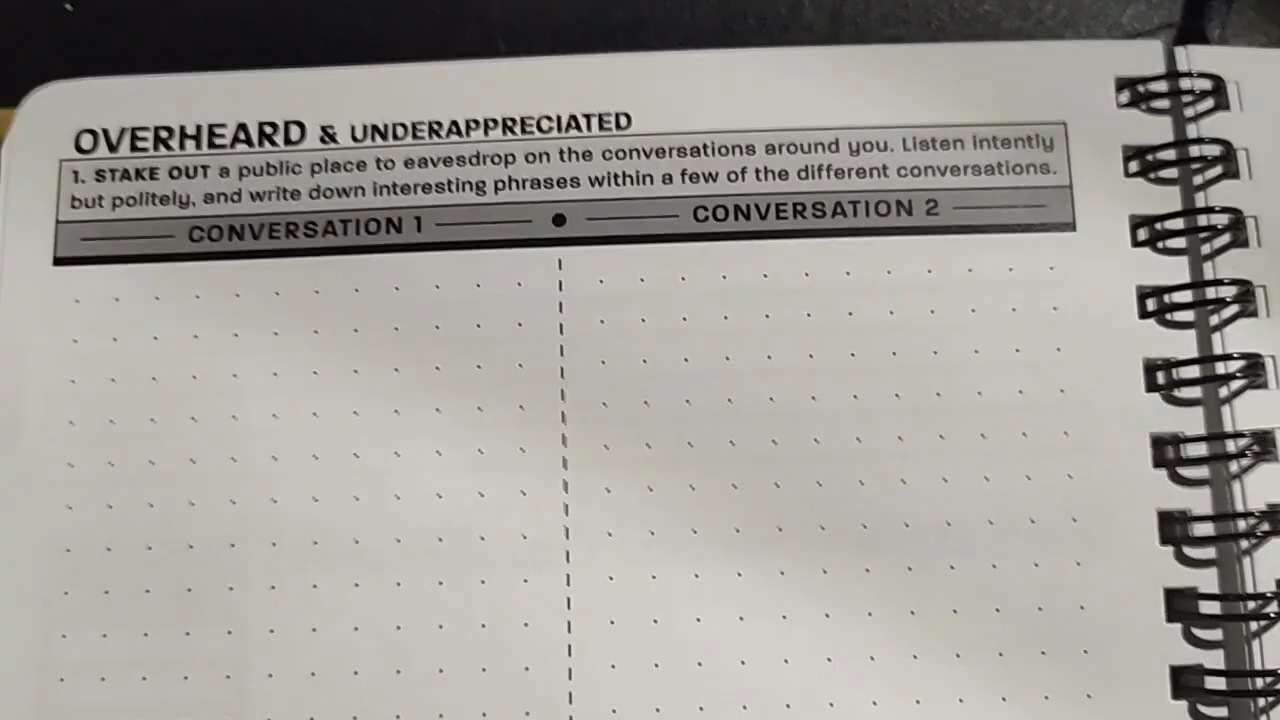 OVERHEARD & UNDERAPPRECIATED
1. STAKE OUT a public place to eavesdrop on the conversations around you. Listen intently
but politely, and write down interesting phrases within a few of the different conversations.
CONVERSATION 1 CONVERSATION 2